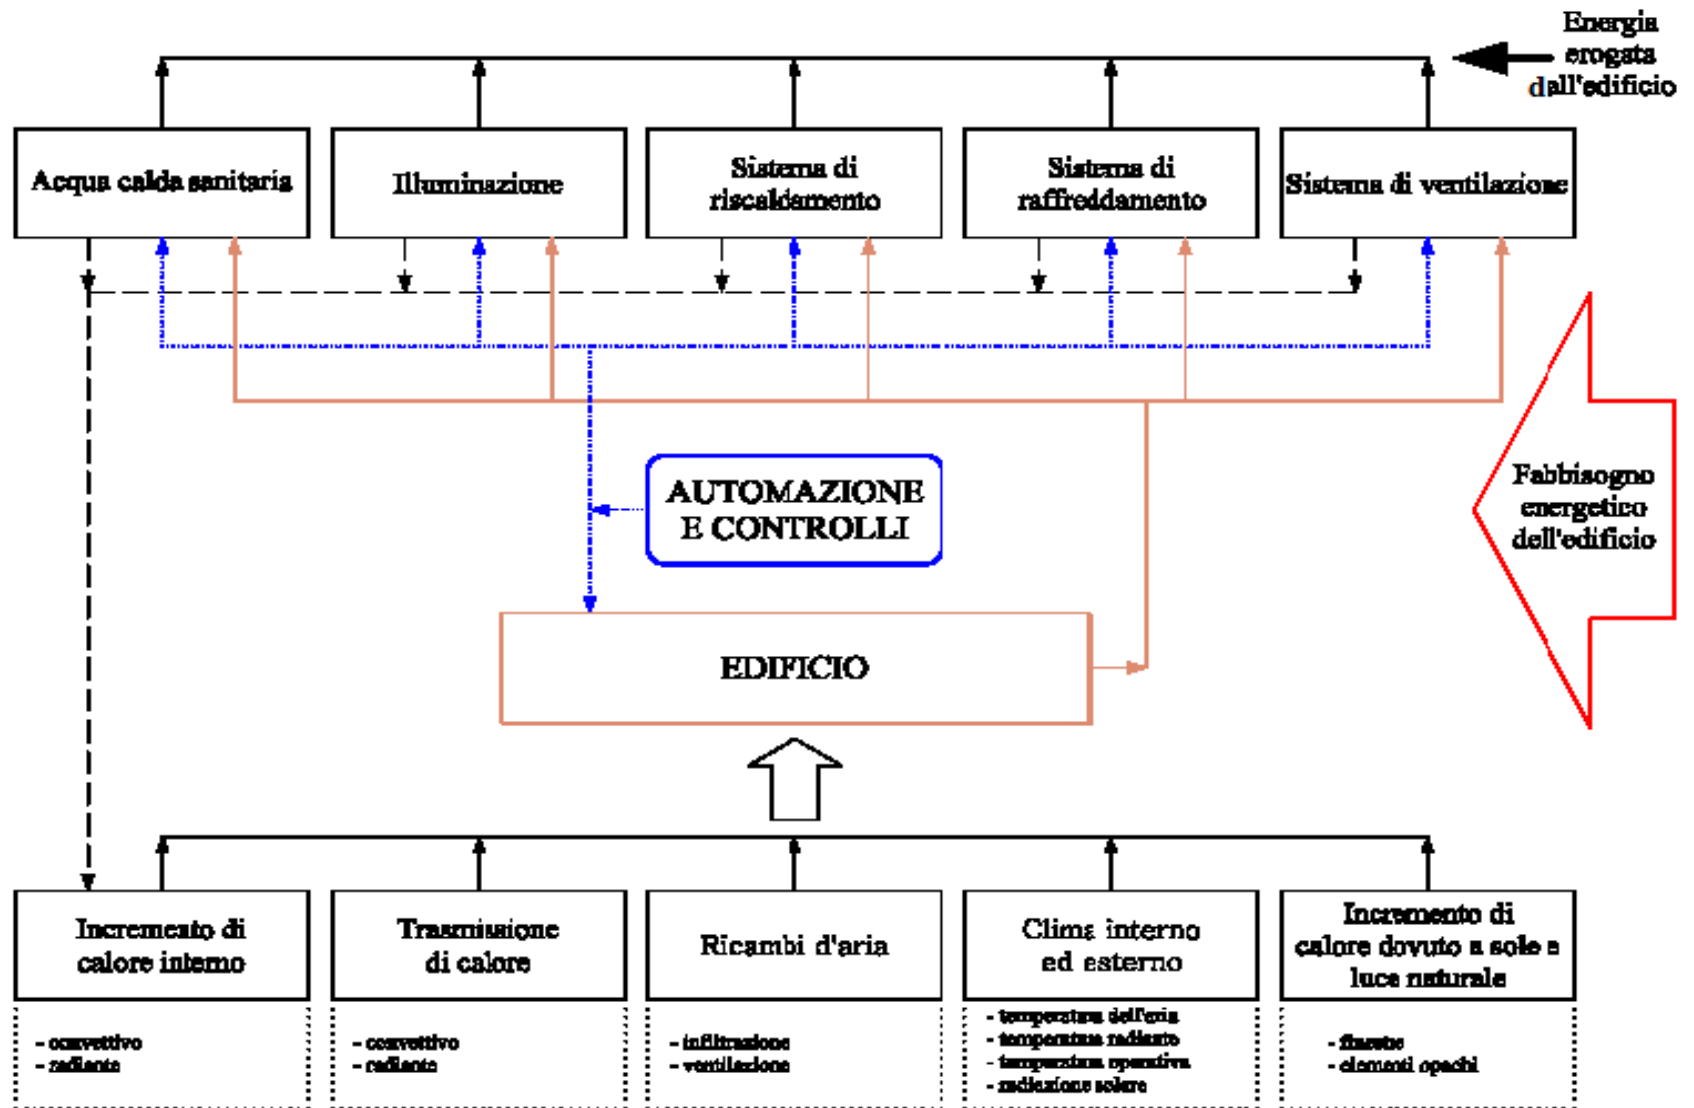 Energia
erogata
dall'edificio
Acqua calda sanitaria
Illuminazione
Sistema di
riscaldamento
Sistema di
raffreddamento
Sistema di ventilazione
Fabbisogno
energetico
dell'edificio
AUTOMAZIONE
E CONTROLLI
EDIFICIO
Incremento di
calore interno
Trasmissione
di calore
Ricambi d'aria
Clima interno
ed esterno
Incremento di
calore dovuto a sole e
luce naturale
- convettivo
- radiante
- convettivo
- radiante
- infiltrazione
- ventilazione
- temperatura dell'aria
- temperatura radiante
- temperatura operativa
- radiazione solare
- finestre
- elementi opachi